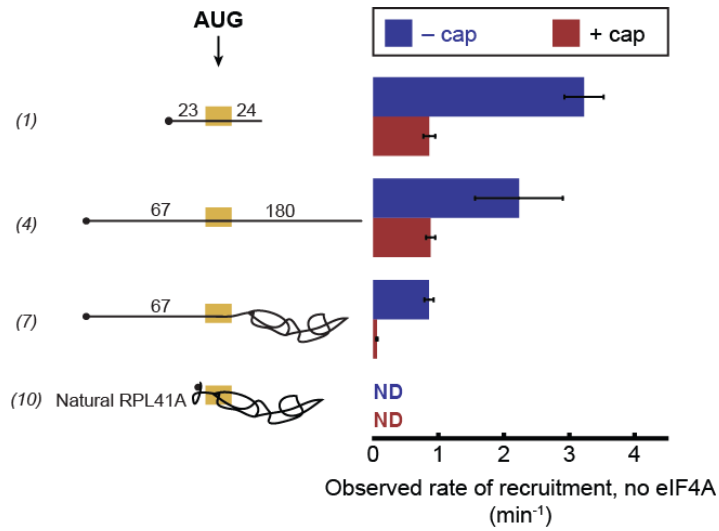 AUG
– cap
+ cap
(1)
23
24
(4)
67
180
(7)
67
(10)
Natural RPL41A
ND
ND
0
1
2
3
4
Observed rate of recruitment, no eIF4A
(min⁻¹)